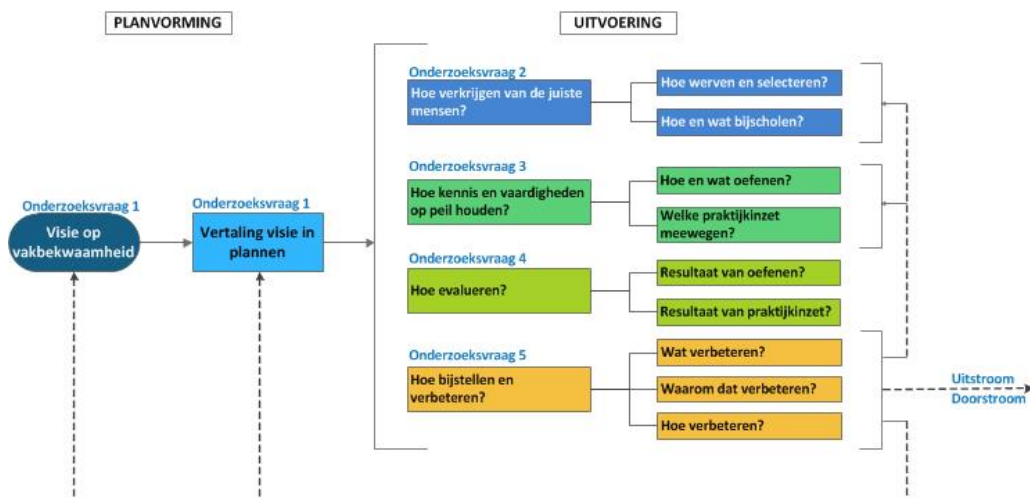 PLANVORMING
UITVOERING
Onderzoeksvraag 1
Visie op
vakbekwaamheid
Onderzoeksvraag 1
Vertaling visie in
plannen
Onderzoeksvraag 2
Hoe verkrijgen van de juiste
mensen?
Hoe werven en selecteren?
Hoe en wat bijscholen?
Onderzoeksvraag 3
Hoe kennis en vaardigheden
op peil houden?
Hoe en wat oefenen?
Welke praktijkinzet
meewegen?
Onderzoeksvraag 4
Hoe evalueren?
Resultaat van oefenen?
Resultaat van praktijkinzet?
Onderzoeksvraag 5
Hoe bijstellen en
verbeteren?
Wat verbeteren?
Waarom dat verbeteren?
Hoe verbeteren?
Uitstroom
Doorstroom